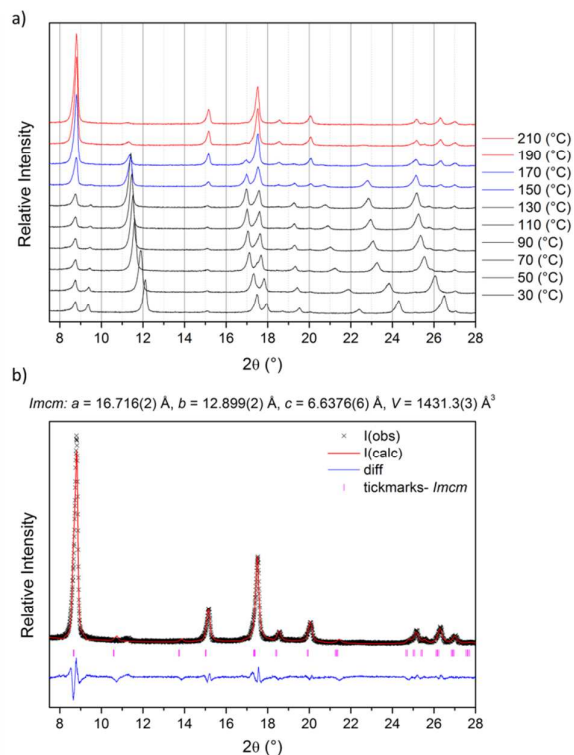 a)
Relative Intensity
210 (°C)
190 (°C)
170 (°C)
150 (°C)
130 (°C)
110 (°C)
90 (°C)
70 (°C)
50 (°C)
30 (°C)
8 10 12 14 16 18 20 22 24 26 28
2θ (°)
b)
Imcm: a = 16.716(2) Å, b = 12.899(2) Å, c = 6.6376(6) Å, V = 1431.3(3) Å³
I(obs)
I(calc)
diff
tickmarks- Imcm
Relative Intensity
8 10 12 14 16 18 20 22 24 26 28
2θ (°)